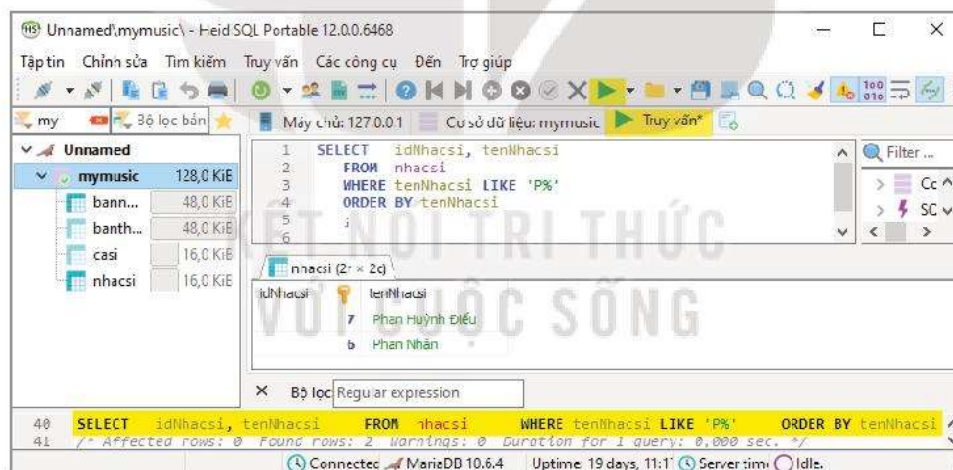 Unnamed\mymusic\ - HeidiSQL Portable 12.0.0.6468
Tập tin Chỉnh sửa Tìm kiếm Truy vấn Các công cụ Đến Trợ giúp
my Bộ lọc bản Máy chủ: 127.0.0.1 Cơ sở dữ liệu: mymusic Truy vấn*
Unnamed
mymusic 128,0 KiB
bann... 48,0 KiB
banth... 48,0 KiB
casi 16,0 KiB
nhacsi 16,0 KiB
1 SELECT idNhacsi, tenNhacsi
2 FROM nhacsi
3 WHERE tenNhacsi LIKE 'P%'
4 ORDER BY tenNhacsi
5 ;
6
Filter ...
Cc
SC
KẾT NỐI TRI THỨC
VỚI CUỘC SỐNG
nhacsi (2r × 2c)
idNhacsi tenNhacsi
7 Phan Huỳnh Điểu
6 Phan Nhân
Bộ lọc: Regular expression
40 SELECT idNhacsi, tenNhacsi FROM nhacsi WHERE tenNhacsi LIKE 'P%' ORDER BY tenNhacsi
41 /* Affected rows: 0 Found rows: 2 Warnings: 0 Duration for 1 query: 0,000 sec. */
Connected MariaDB 10.6.4 Uptime: 19 days, 11:1 Server time Idle.